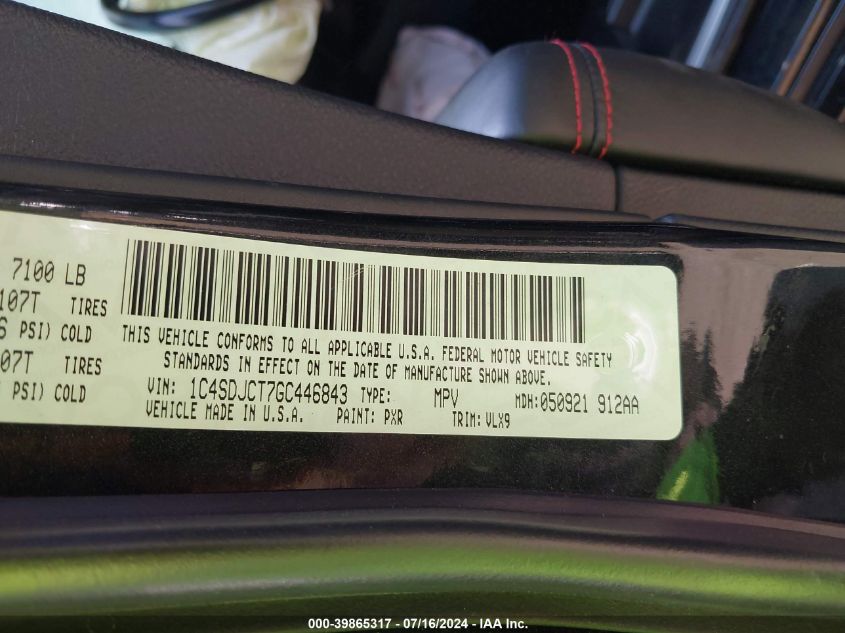 7100 LB
107T TIRES
PSI) COLD
07T TIRES
PSI) COLD
THIS VEHICLE CONFORMS TO ALL APPLICABLE U.S.A. FEDERAL MOTOR VEHICLE SAFETY
STANDARDS IN EFFECT ON THE DATE OF MANUFACTURE SHOWN ABOVE.
VIN: 1C4SDJCT7GC446843 TYPE: MPV MDH:050921 912AA
VEHICLE MADE IN U.S.A. PAINT: PXR TRIM: VLX9
000-39865317 - 07/16/2024 - IAA Inc.